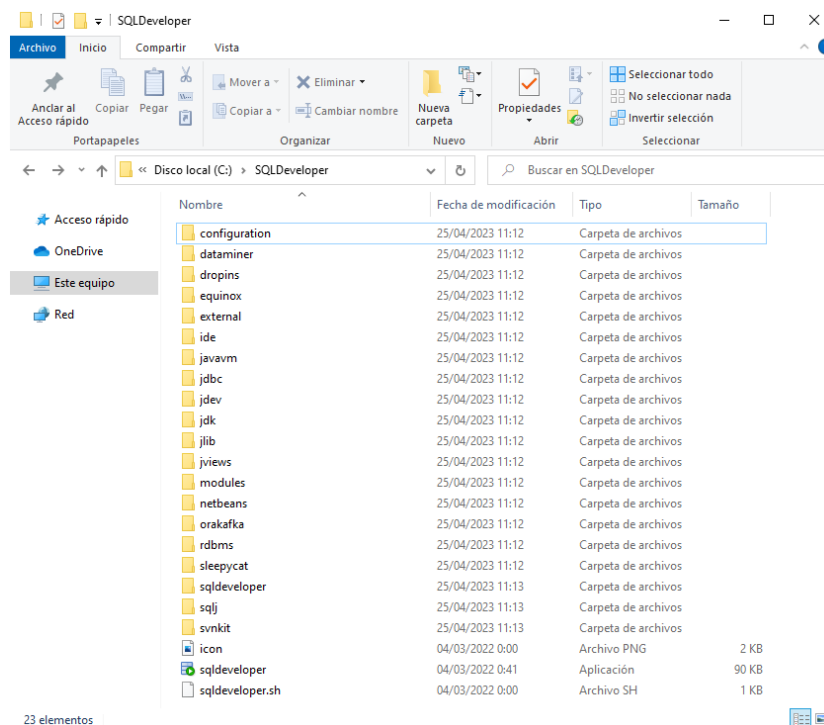 SQLDeveloper
Archivo Inicio Compartir Vista
Anclar al Acceso rápido Copiar Pegar Mover a Copiar a Eliminar Cambiar nombre Nueva carpeta Propiedades Seleccionar todo No seleccionar nada Invertir selección
Portapapeles Organizar Nuevo Abrir Seleccionar
« Disco local (C:) › SQLDeveloper Buscar en SQLDeveloper
Nombre Fecha de modificación Tipo Tamaño
Acceso rápido
OneDrive
Este equipo
Red
configuration 25/04/2023 11:12 Carpeta de archivos
dataminer 25/04/2023 11:12 Carpeta de archivos
dropins 25/04/2023 11:12 Carpeta de archivos
equinox 25/04/2023 11:12 Carpeta de archivos
external 25/04/2023 11:12 Carpeta de archivos
ide 25/04/2023 11:12 Carpeta de archivos
javavm 25/04/2023 11:12 Carpeta de archivos
jdbc 25/04/2023 11:12 Carpeta de archivos
jdev 25/04/2023 11:12 Carpeta de archivos
jdk 25/04/2023 11:12 Carpeta de archivos
jlib 25/04/2023 11:12 Carpeta de archivos
jviews 25/04/2023 11:12 Carpeta de archivos
modules 25/04/2023 11:12 Carpeta de archivos
netbeans 25/04/2023 11:12 Carpeta de archivos
orakafka 25/04/2023 11:12 Carpeta de archivos
rdbms 25/04/2023 11:12 Carpeta de archivos
sleepycat 25/04/2023 11:12 Carpeta de archivos
sqldeveloper 25/04/2023 11:13 Carpeta de archivos
sqlj 25/04/2023 11:13 Carpeta de archivos
svnkit 25/04/2023 11:13 Carpeta de archivos
icon 04/03/2022 0:00 Archivo PNG 2 KB
sqldeveloper 04/03/2022 0:41 Aplicación 90 KB
sqldeveloper.sh 04/03/2022 0:00 Archivo SH 1 KB
23 elementos